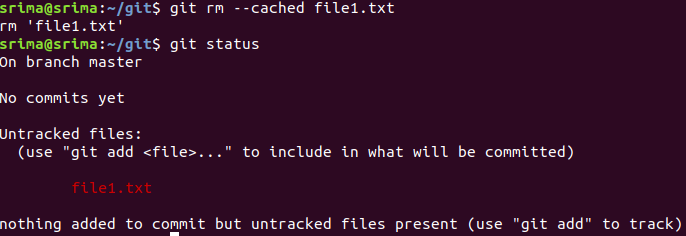 srima@srima:~/git$ git rm --cached file1.txt
rm 'file1.txt'
srima@srima:~/git$ git status
On branch master
No commits yet
Untracked files:
  (use "git add <file>..." to include in what will be committed)
        file1.txt
nothing added to commit but untracked files present (use "git add" to track)